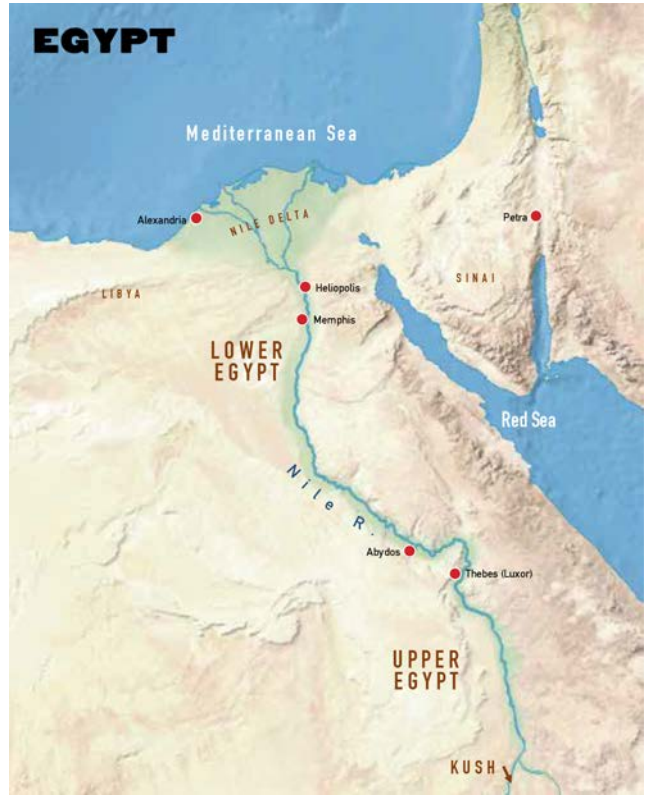 EGYPT
Mediterranean Sea
Alexandria
NILE DELTA
Petra
Heliopolis
SINAI
LIBYA
Memphis
LOWER
EGYPT
Red Sea
Nile R.
Abydos
Thebes (Luxor)
UPPER
EGYPT
KUSH